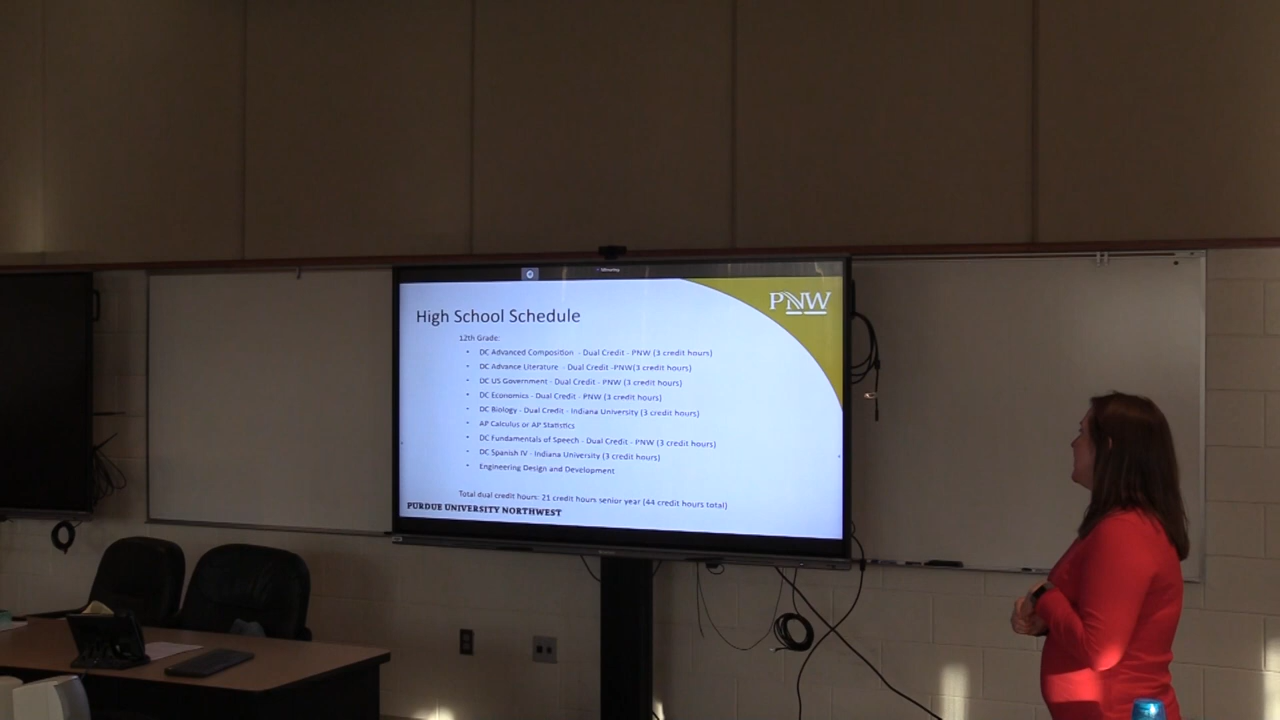 PNW
High School Schedule
12th Grade:
• DC Advanced Composition - Dual Credit - PNW (3 credit hours)
• DC Advance Literature - Dual Credit -PNW(3 credit hours)
• DC US Government - Dual Credit - PNW (3 credit hours)
• DC Economics - Dual Credit - PNW (3 credit hours)
• DC Biology - Dual Credit - Indiana University (3 credit hours)
• AP Calculus or AP Statistics
• DC Fundamentals of Speech - Dual Credit - PNW (3 credit hours)
• DC Spanish IV - Indiana University (3 credit hours)
• Engineering Design and Development
Total dual credit hours: 21 credit hours senior year (44 credit hours total)
PURDUE UNIVERSITY NORTHWEST